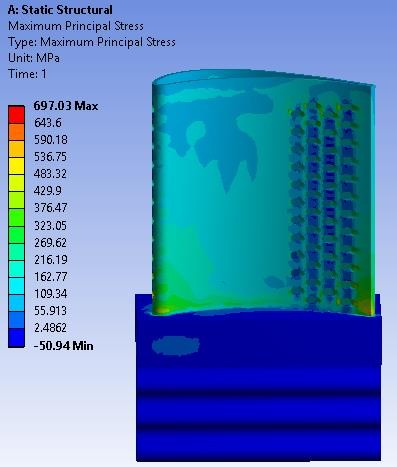 A: Static Structural
Maximum Principal Stress
Type: Maximum Principal Stress
Unit: MPa
Time: 1
697.03 Max
643.6
590.18
536.75
483.32
429.9
376.47
323.05
269.62
216.19
162.77
109.34
55.913
2.4862
-50.94 Min